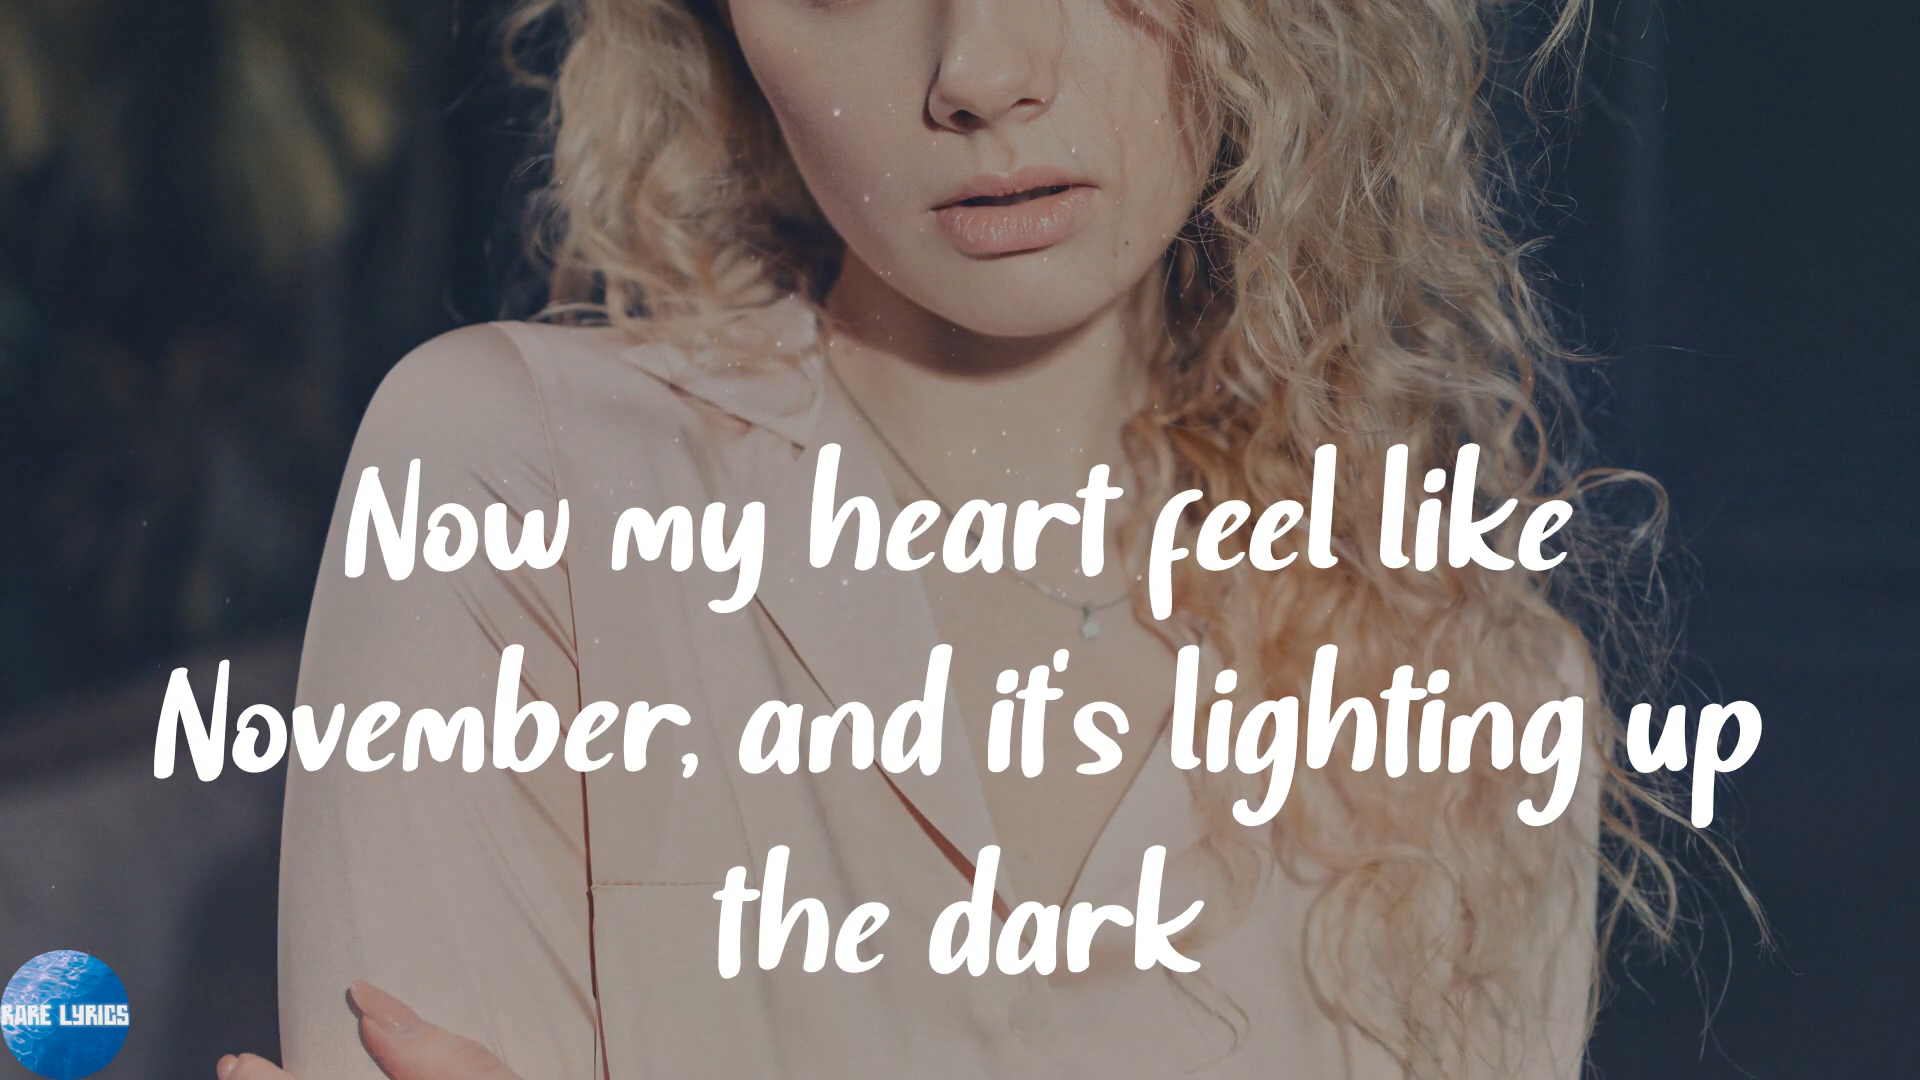 Now my heart feel like
November, and it's lighting up
the dark
RARE LYRICS